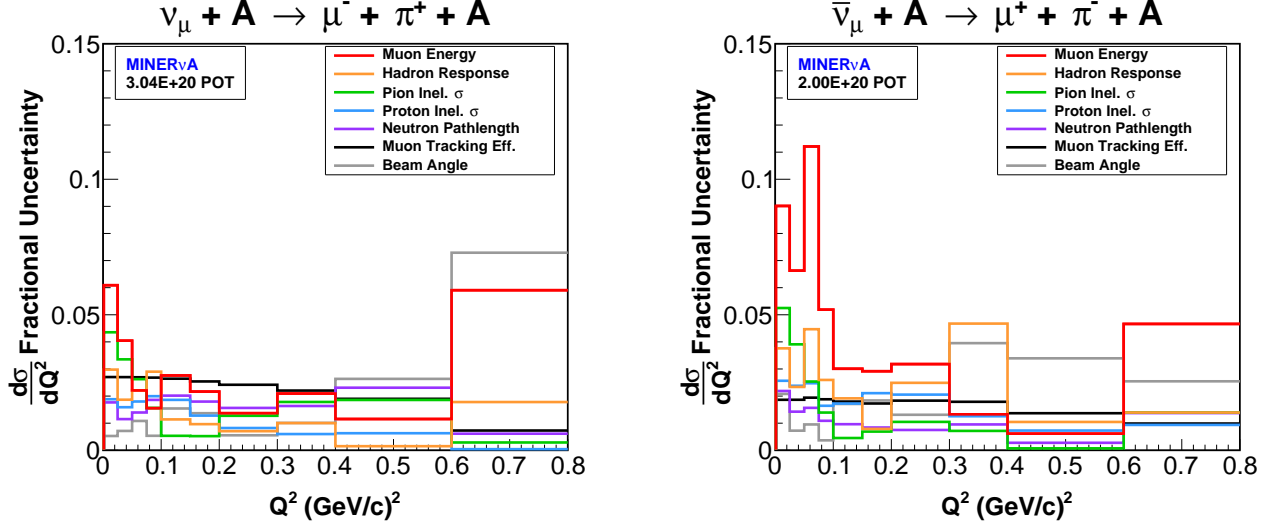 νμ + A → μ- + π+ + A
dσ/dQ² Fractional Uncertainty
0.15
0.1
0.05
0
MINERνA
3.04E+20 POT
Muon Energy
Hadron Response
Pion Inel. σ
Proton Inel. σ
Neutron Pathlength
Muon Tracking Eff.
Beam Angle
0 0.1 0.2 0.3 0.4 0.5 0.6 0.7 0.8
Q² (GeV/c)²
ν̄μ + A → μ+ + π- + A
dσ/dQ² Fractional Uncertainty
0.15
0.1
0.05
0
MINERνA
2.00E+20 POT
Muon Energy
Hadron Response
Pion Inel. σ
Proton Inel. σ
Neutron Pathlength
Muon Tracking Eff.
Beam Angle
0 0.1 0.2 0.3 0.4 0.5 0.6 0.7 0.8
Q² (GeV/c)²